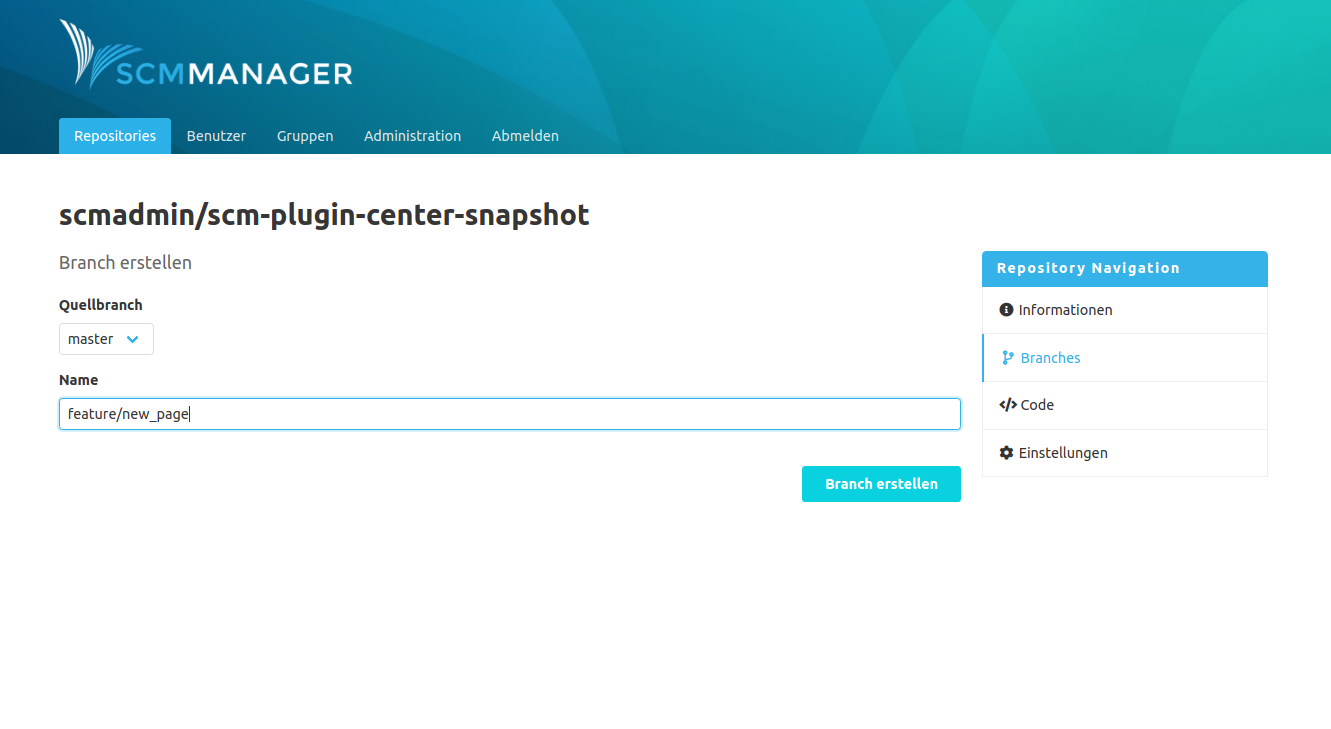 SCMMANAGER
Repositories Benutzer Gruppen Administration Abmelden
scmadmin/scm-plugin-center-snapshot
Branch erstellen
Quellbranch
master
Name
feature/new_page
Branch erstellen
Repository Navigation
Informationen
Branches
Code
Einstellungen